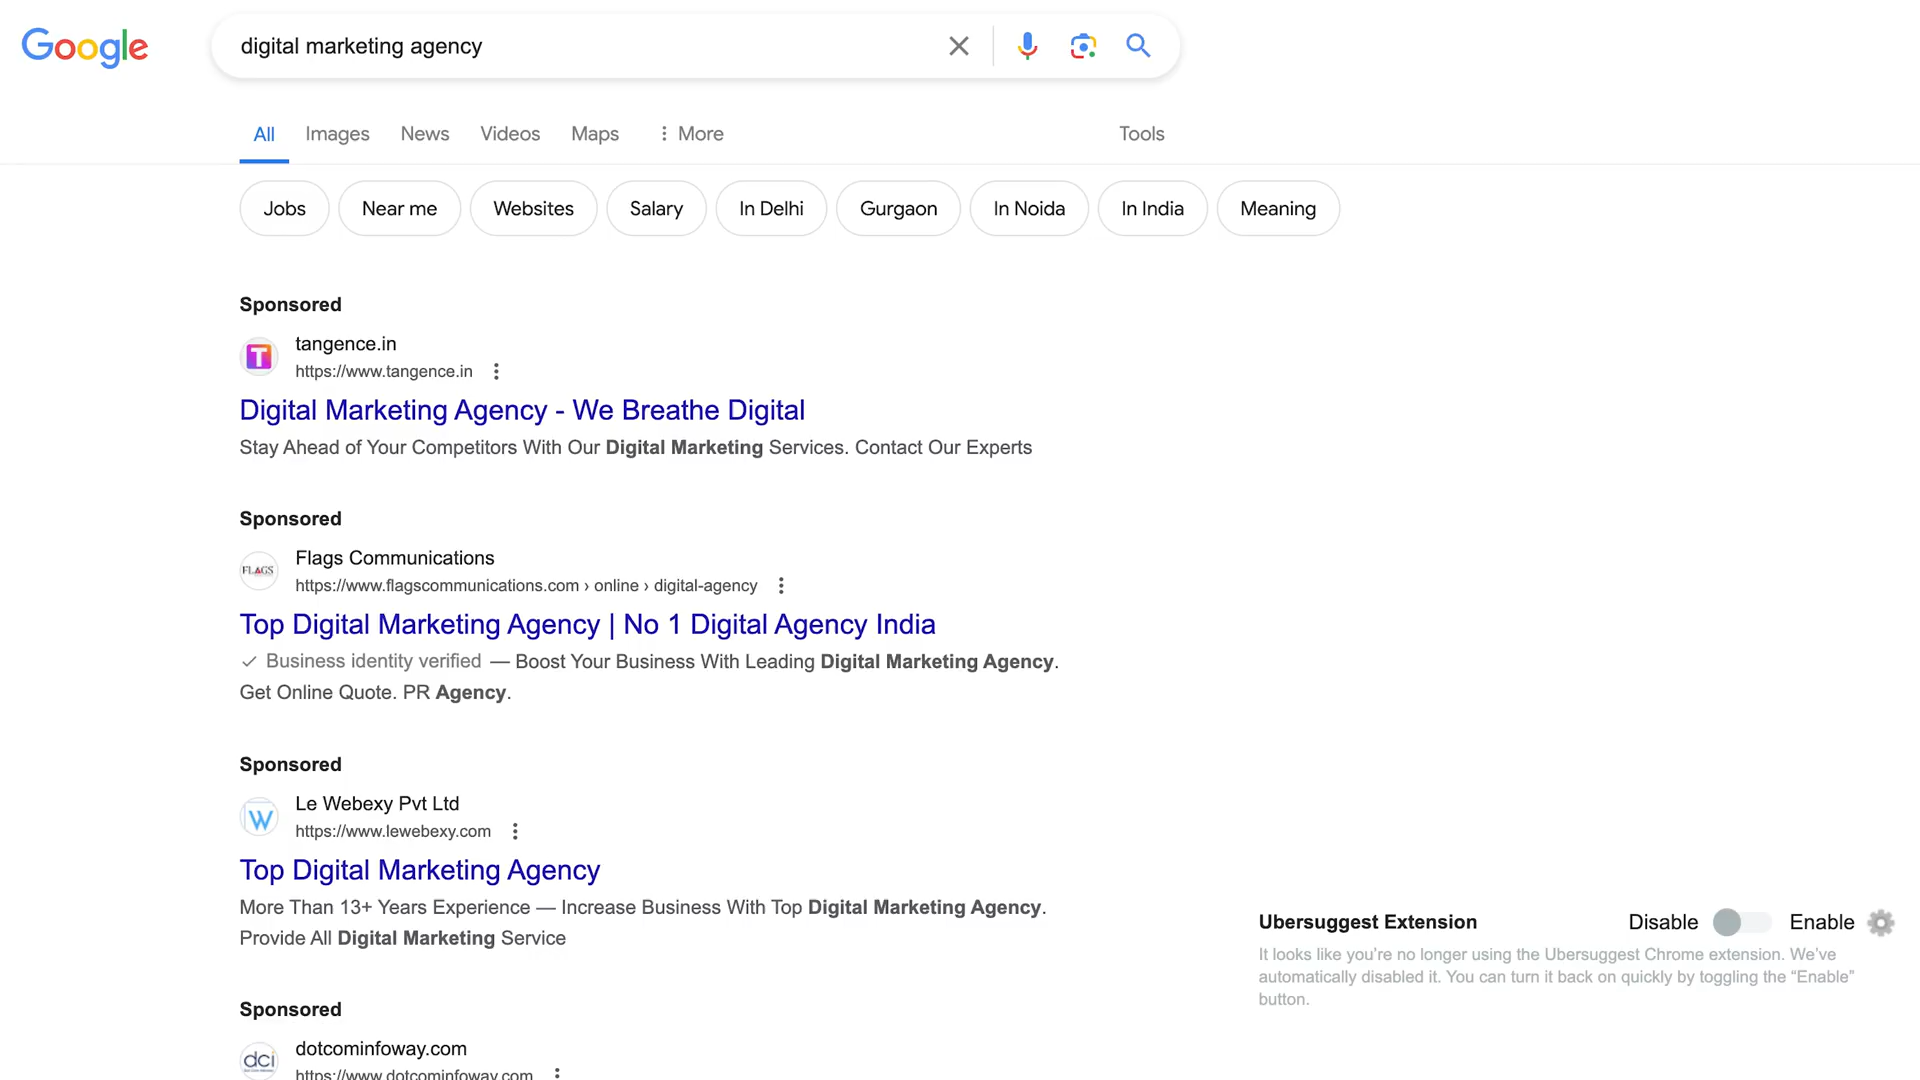 Google
digital marketing agency
All Images News Videos Maps More Tools
Jobs Near me Websites Salary In Delhi Gurgaon In Noida In India Meaning
Sponsored
T
tangence.in
https://www.tangence.in
Digital Marketing Agency - We Breathe Digital
Stay Ahead of Your Competitors With Our Digital Marketing Services. Contact Our Experts
Sponsored
FLAGS
Flags Communications
https://www.flagscommunications.com › online › digital-agency
Top Digital Marketing Agency | No 1 Digital Agency India
Business identity verified — Boost Your Business With Leading Digital Marketing Agency.
Get Online Quote. PR Agency.
Sponsored
W
Le Webexy Pvt Ltd
https://www.lewebexy.com
Top Digital Marketing Agency
More Than 13+ Years Experience — Increase Business With Top Digital Marketing Agency.
Provide All Digital Marketing Service
Sponsored
dci
dotcominfoway.com
https://www.dotcominfoway.com
Ubersuggest Extension Disable Enable
It looks like you're no longer using the Ubersuggest Chrome extension. We've
automatically disabled it. You can turn it back on quickly by toggling the “Enable”
button.